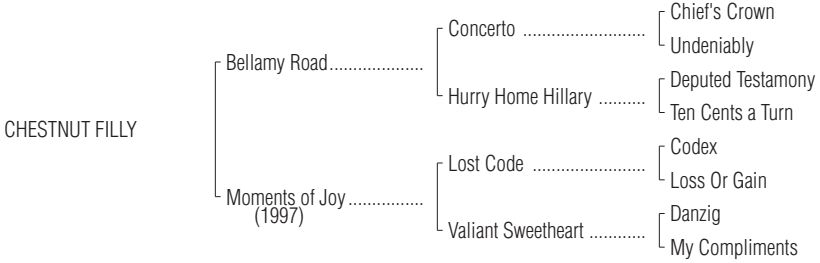 Chief's Crown
Concerto ........................
Undeniably
Bellamy Road...................
Deputed Testamony
Hurry Home Hillary ..........
Ten Cents a Turn
CHESTNUT FILLY
Codex
Lost Code ......................
Loss Or Gain
Moments of Joy................
(1997)
Danzig
Valiant Sweetheart ............
My Compliments